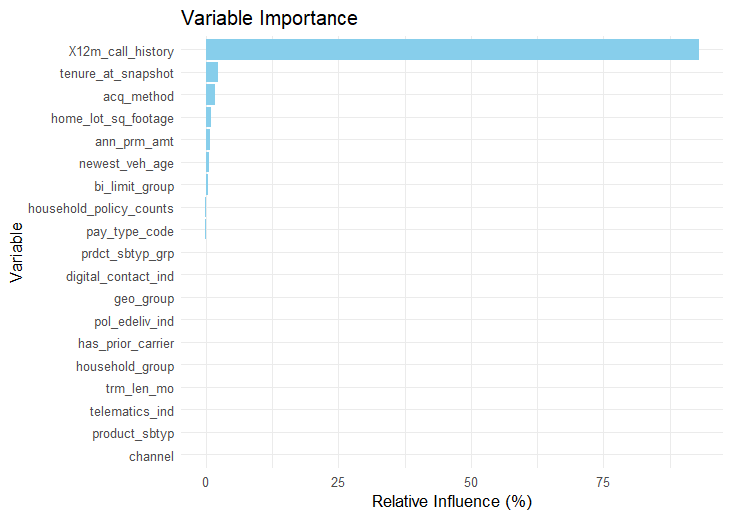 Variable Importance
X12m_call_history
tenure_at_snapshot
acq_method
home_lot_sq_footage
ann_prm_amt
newest_veh_age
bi_limit_group
household_policy_counts
pay_type_code
prdct_sbtyp_grp
digital_contact_ind
geo_group
pol_edeliv_ind
has_prior_carrier
household_group
trm_len_mo
telematics_ind
product_sbtyp
channel
Variable
0 25 50 75
Relative Influence (%)